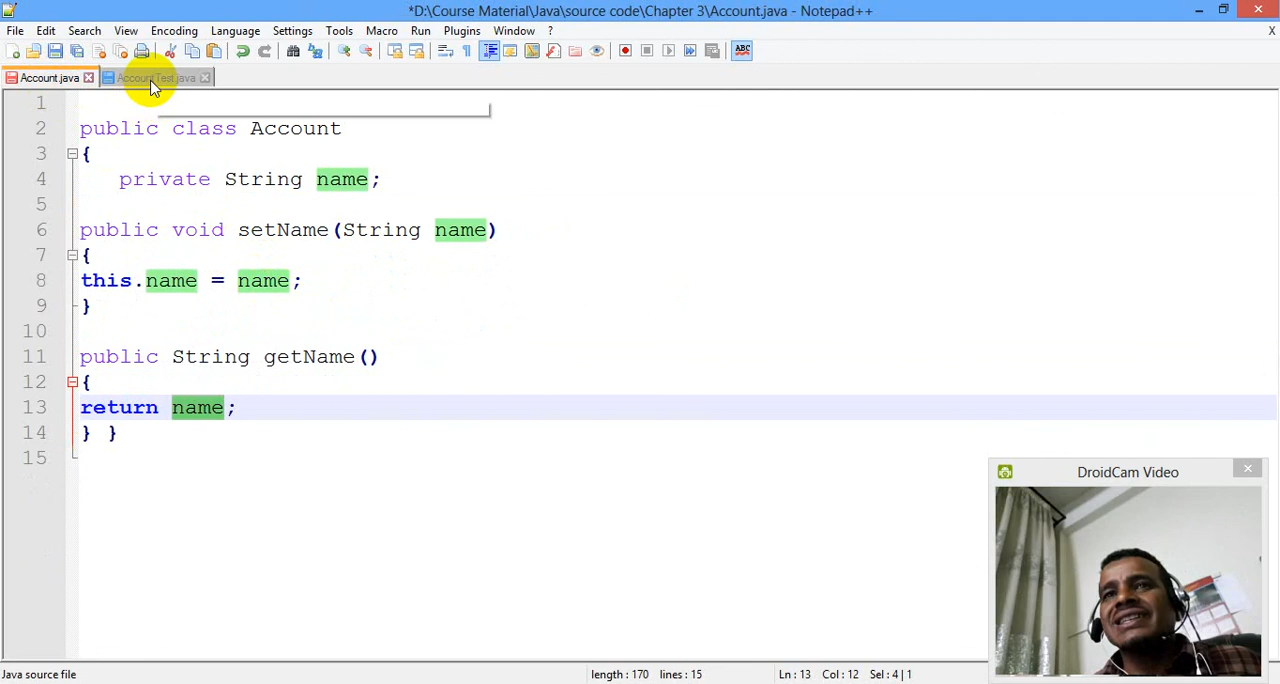 *D:\Course Material\Java\source code\Chapter 3\Account.java - Notepad++
File Edit Search View Encoding Language Settings Tools Macro Run Plugins Window ? X
ABC
Account.java AccountTest.java
1
2 public class Account
3 {
4 private String name;
5
6 public void setName(String name)
7 {
8 this.name = name;
9 }
10
11 public String getName()
12 {
13 return name;
14 } }
15
DroidCam Video
Java source file length : 170 lines : 15 Ln : 13 Col : 12 Sel : 4 | 1